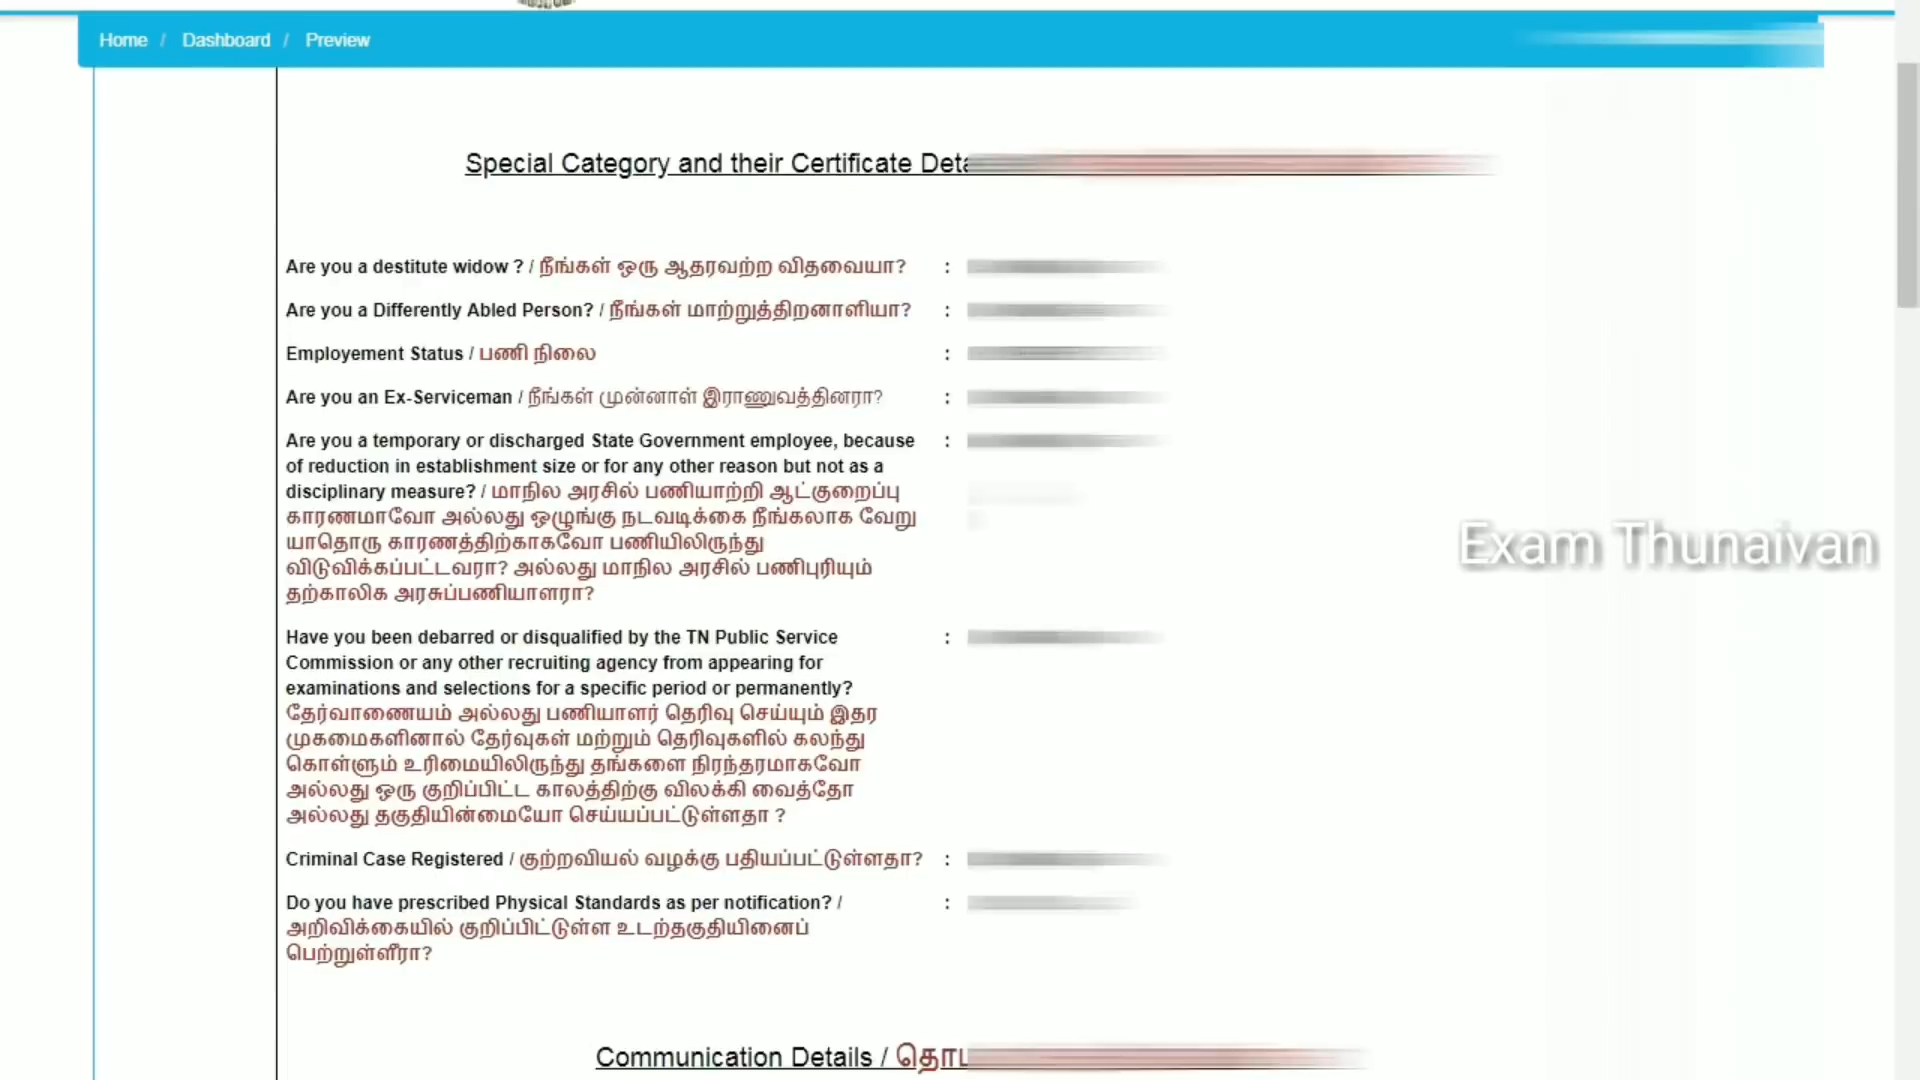 Home / Dashboard / Preview
Special Category and their Certificate
Are you a destitute widow ? / நீங்கள் ஒரு ஆதரவற்ற விதவையா? :
Are you a Differently Abled Person? / நீங்கள் மாற்றுத்திறனாளியா? :
Employement Status / பணி நிலை :
Are you an Ex-Serviceman / நீங்கள் முன்னாள் இராணுவத்தினரா? :
Are you a temporary or discharged State Government employee, because :
of reduction in establishment size or for any other reason but not as a
disciplinary measure? / மாநில அரசில் பணியாற்றி ஆட்குறைப்பு
காரணமாவோ அல்லது ஒழுங்கு நடவடிக்கை நீங்கலாக வேறு
யாதொரு காரணத்திற்காகவோ பணியிலிருந்து
விடுவிக்கப்பட்டவரா? அல்லது மாநில அரசில் பணிபுரியும்
தற்காலிக அரசுப்பணியாளரா?
Have you been debarred or disqualified by the TN Public Service :
Commission or any other recruiting agency from appearing for
examinations and selections for a specific period or permanently?
தேர்வாணையம் அல்லது பணியாளர் தெரிவு செய்யும் இதர
முகமைகளினால் தேர்வுகள் மற்றும் தெரிவுகளில் கலந்து
கொள்ளும் உரிமையிலிருந்து தங்களை நிரந்தரமாகவோ
அல்லது ஒரு குறிப்பிட்ட காலத்திற்கு விலக்கி வைத்தோ
அல்லது தகுதியின்மையோ செய்யப்பட்டுள்ளதா ?
Criminal Case Registered / குற்றவியல் வழக்கு பதியப்பட்டுள்ளதா? :
Do you have prescribed Physical Standards as per notification? / :
அறிவிக்கையில் குறிப்பிட்டுள்ள உடற்தகுதியினைப்
பெற்றுள்ளீரா?
Communication Details /
Exam Thunaivan